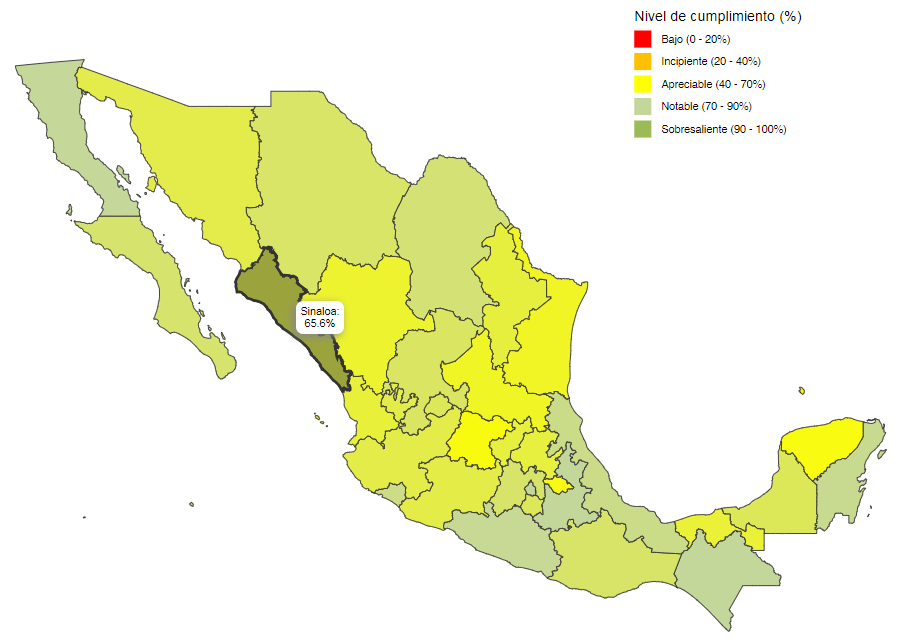 Nivel de cumplimiento (%)
Bajo (0 - 20%)
Incipiente (20 - 40%)
Apreciable (40 - 70%)
Notable (70 - 90%)
Sobresaliente (90 - 100%)
Sinaloa:
65.6%